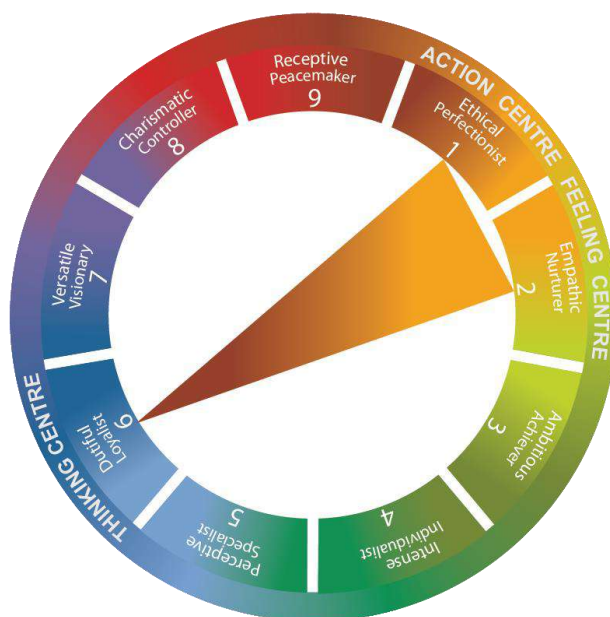 ACTION CENTRE
FEELING CENTRE
THINKING CENTRE
Receptive
Peacemaker
9
Ethical
Perfectionist
1
Empathic
Nurturer
2
Ambitious
Achiever
3
Intense
Individualist
4
Perceptive
Specialist
5
Dutiful
Loyalist
6
Versatile
Visionary
7
Charismatic
Controller
8